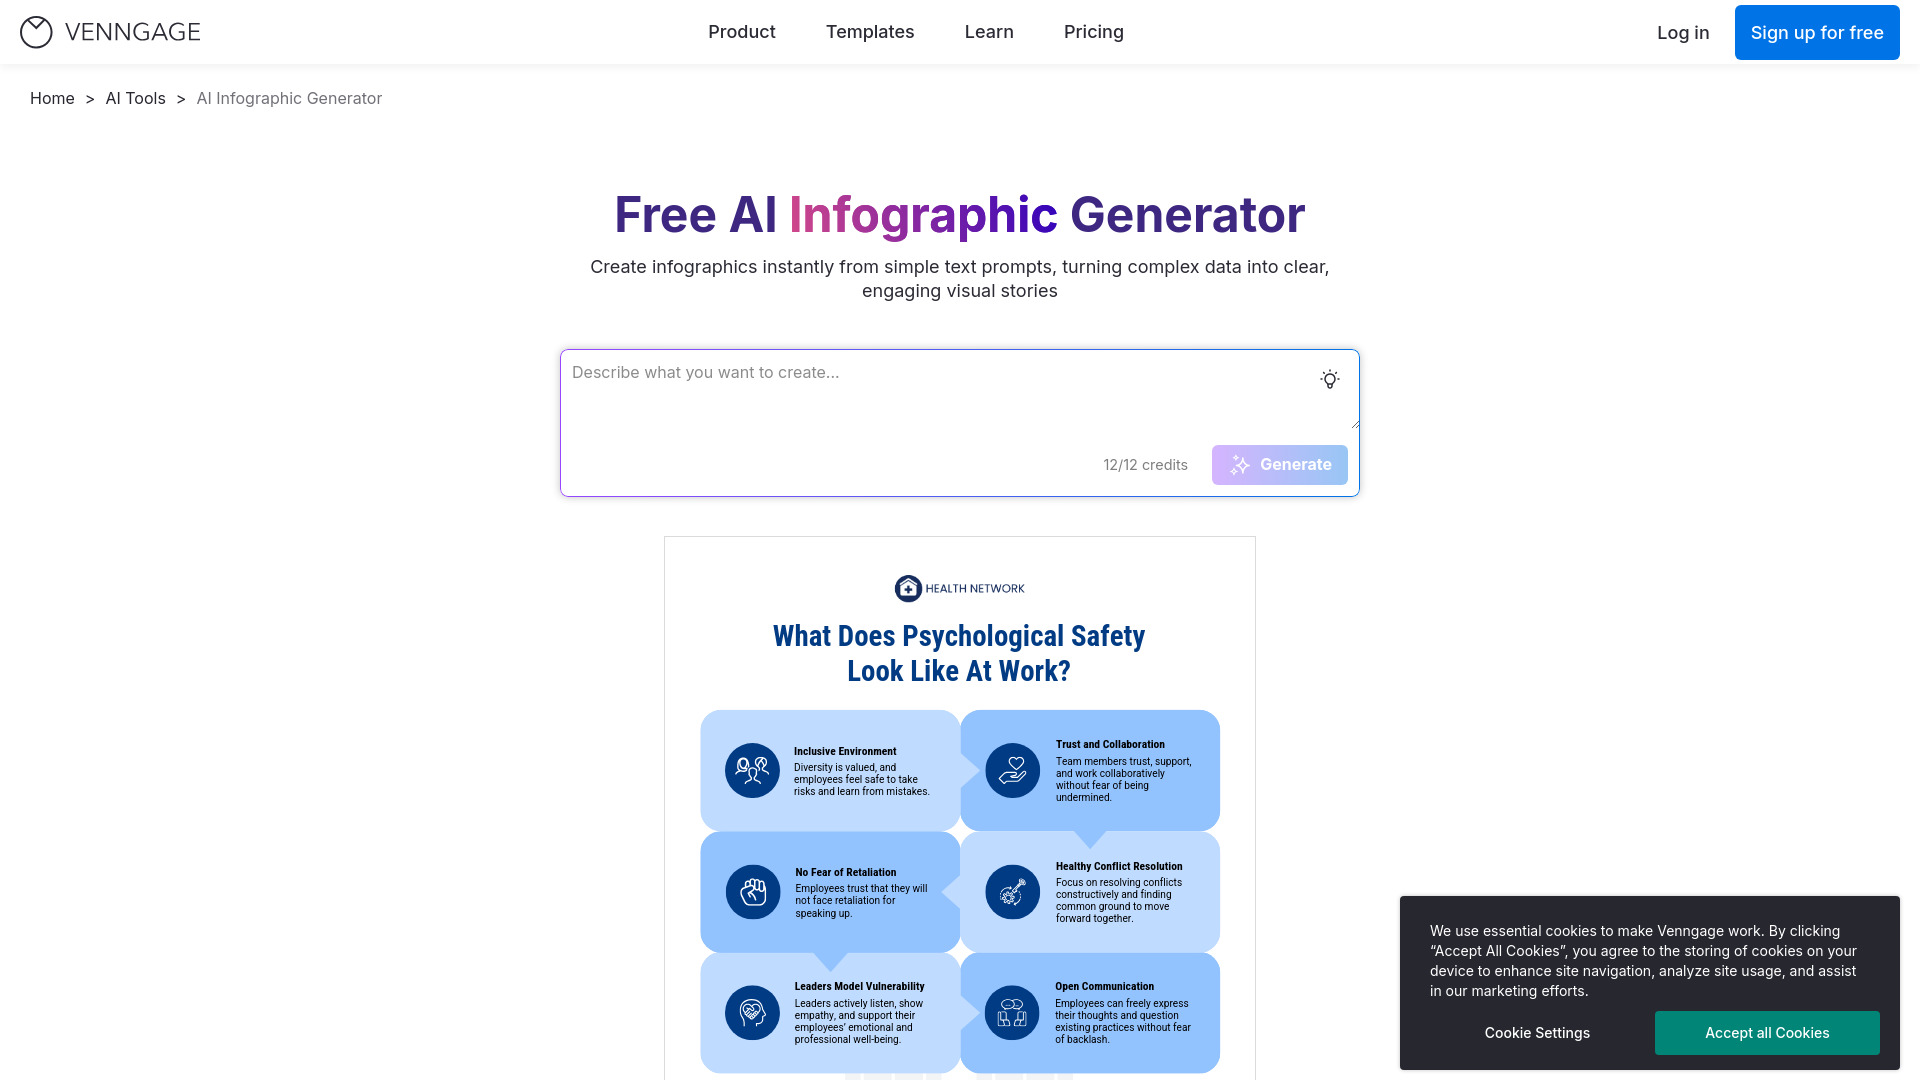 VENNGAGE
Product
Templates
Learn
Pricing
Log in
Sign up for free
Home > AI Tools > AI Infographic Generator
Free AI Infographic Generator
Create infographics instantly from simple text prompts, turning complex data into clear,
engaging visual stories
Describe what you want to create...
12/12 credits
Generate
HEALTH NETWORK
What Does Psychological Safety
Look Like At Work?
Inclusive Environment
Diversity is valued, and
employees feel safe to take
risks and learn from mistakes.
Trust and Collaboration
Team members trust, support,
and work collaboratively
without fear of being
undermined.
No Fear of Retaliation
Employees trust that they will
not face retaliation for
speaking up.
Healthy Conflict Resolution
Focus on resolving conflicts
constructively and finding
common ground to move
forward together.
Leaders Model Vulnerability
Leaders actively listen, show
empathy, and support their
employees’ emotional and
professional well-being.
Open Communication
Employees can freely express
their thoughts and question
existing practices without fear
of backlash.
We use essential cookies to make Venngage work. By clicking
“Accept All Cookies”, you agree to the storing of cookies on your
device to enhance site navigation, analyze site usage, and assist
in our marketing efforts.
Cookie Settings
Accept all Cookies